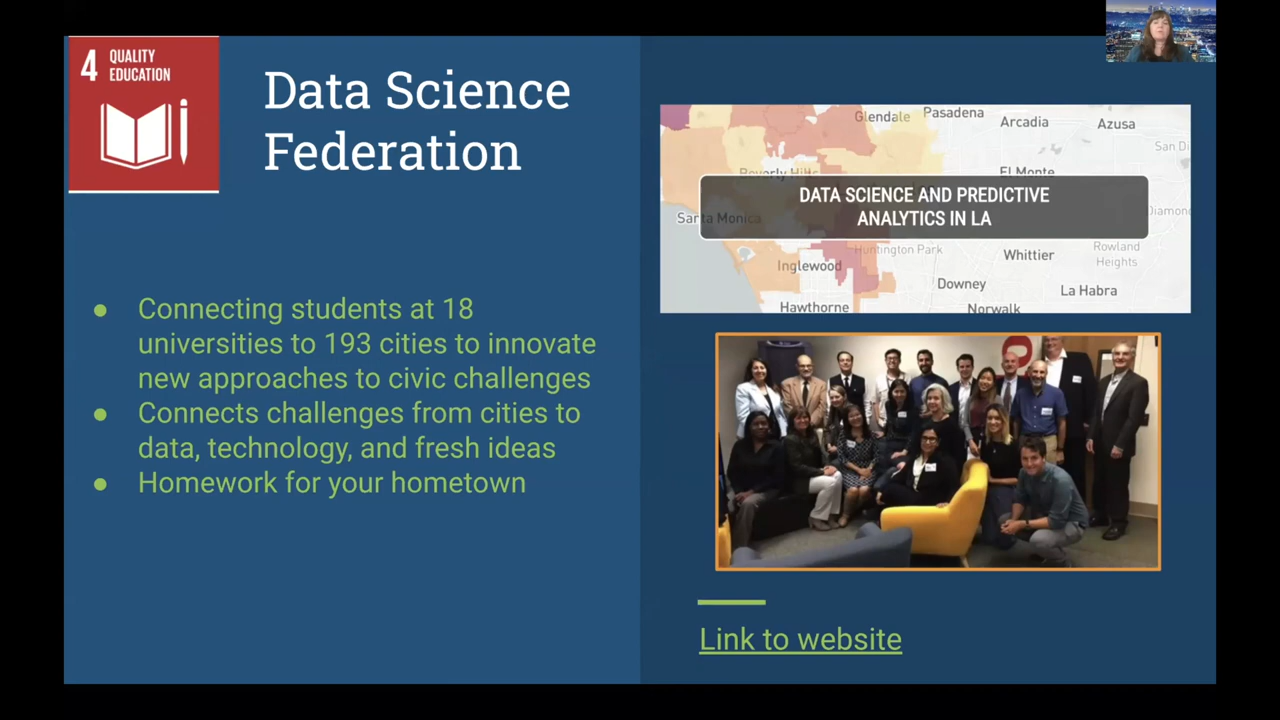 4 QUALITY
EDUCATION
Data Science
Federation
● Connecting students at 18
universities to 193 cities to innovate
new approaches to civic challenges
● Connects challenges from cities to
data, technology, and fresh ideas
● Homework for your hometown
Glendale
Pasadena
Arcadia
Azusa
San Di
Beverly Hills
El Monte
DATA SCIENCE AND PREDICTIVE
ANALYTICS IN LA
Santa Monica
Diamond
Huntington Park
Whittier
Rowland
Heights
Inglewood
Downey
La Habra
Hawthorne
Norwalk
Link to website